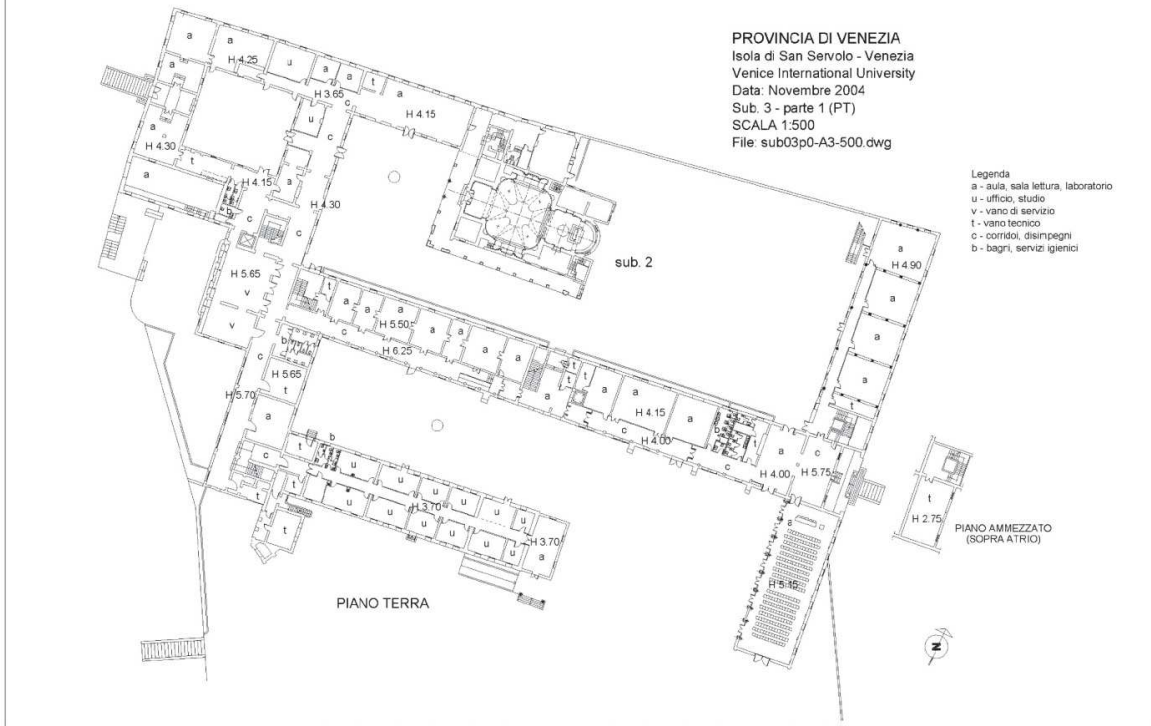 PROVINCIA DI VENEZIA
Isola di San Servolo - Venezia
Venice International University
Data: Novembre 2004
Sub. 3 - parte 1 (PT)
SCALA 1:500
File: sub03p0-A3-500.dwg
Legenda
a - aula, sala lettura, laboratorio
u - ufficio, studio
v - vano di servizio
t - vano tecnico
c - corridoi, disimpegni
b - bagni, servizi igienici
a
a
H 4.25
u
a
a
t
a
H 3.65
c
H 4.15
a
u
c
a
H 4.30
t
H 4.15
a
a
H 4.30
b
c
c
sub. 2
a
H 4.90
a
a
a
t
H 5.65
v
v
t
a
a
a
H 5.50
a
a
a
a
c
H 6.25
b
c
H 5.65
t
H 5.70
a
a
t
t
t
a
a
H 4.15
a
c
H 4.00
b
t
c
a
H 4.00
c
H 5.75
b
c
t
t
t
t
u
u
u
u
u
u
u
u
H 3.70
u
u
u
u
H 3.70
a
a
H 5.15
t
H 2.75
PIANO AMMEZZATO
(SOPRA ATRIO)
PIANO TERRA
N